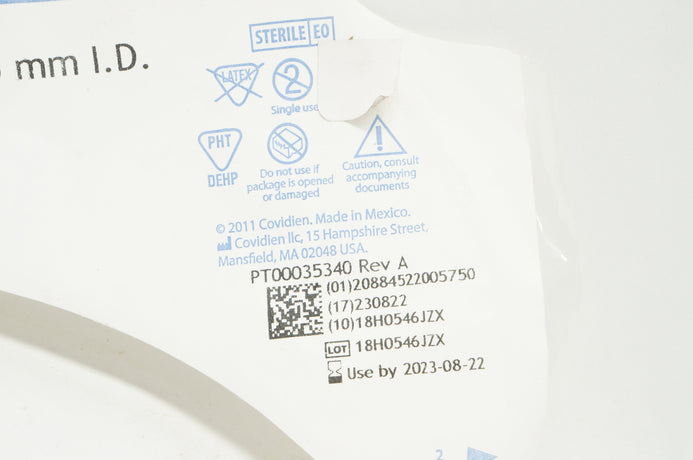 STERILE EO
mm I.D.
LATEX
2
Single use
PHT
DEHP
Do not use if
package is opened
or damaged
!
Caution, consult
accompanying
documents
© 2011 Covidien. Made in Mexico.
Covidien llc, 15 Hampshire Street,
Mansfield, MA 02048 USA.
PT00035340 Rev A
(01)20884522005750
(17)230822
(10)18H0546JZX
LOT 18H0546JZX
Use by 2023-08-22
2